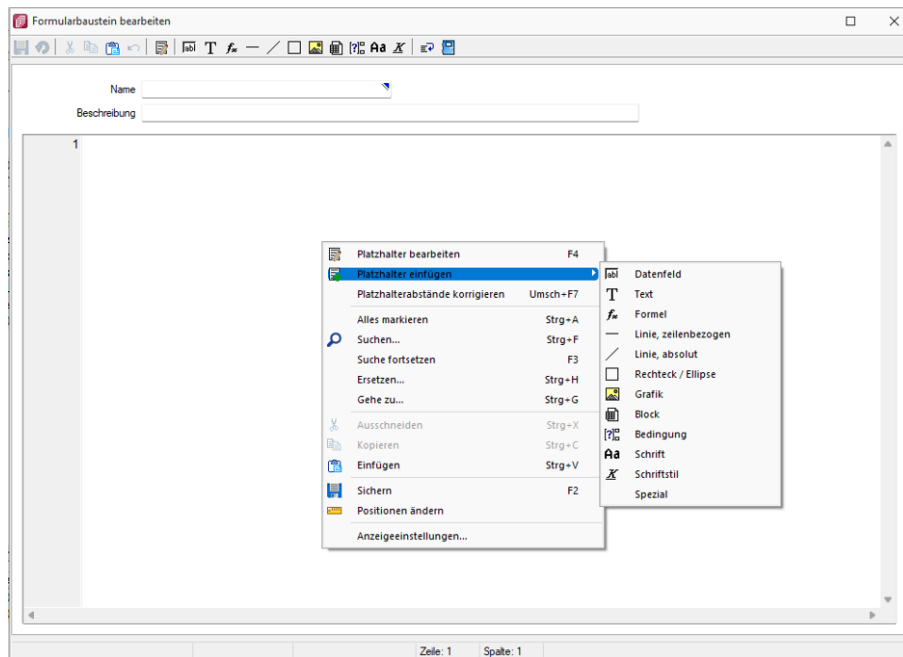 Formularbaustein bearbeiten
Name
Beschreibung
1
Platzhalter bearbeiten F4
Platzhalter einfügen
Platzhalterabstände korrigieren Umsch+F7
Alles markieren Strg+A
Suchen... Strg+F
Suche fortsetzen F3
Ersetzen... Strg+H
Gehe zu... Strg+G
Ausschneiden Strg+X
Kopieren Strg+C
Einfügen Strg+V
Sichern F2
Positionen ändern
Anzeigeeinstellungen...
Datenfeld
Text
Formel
Linie, zeilenbezogen
Linie, absolut
Rechteck / Ellipse
Grafik
Block
Bedingung
Schrift
Schriftstil
Spezial
Zeile: 1 Spalte: 1